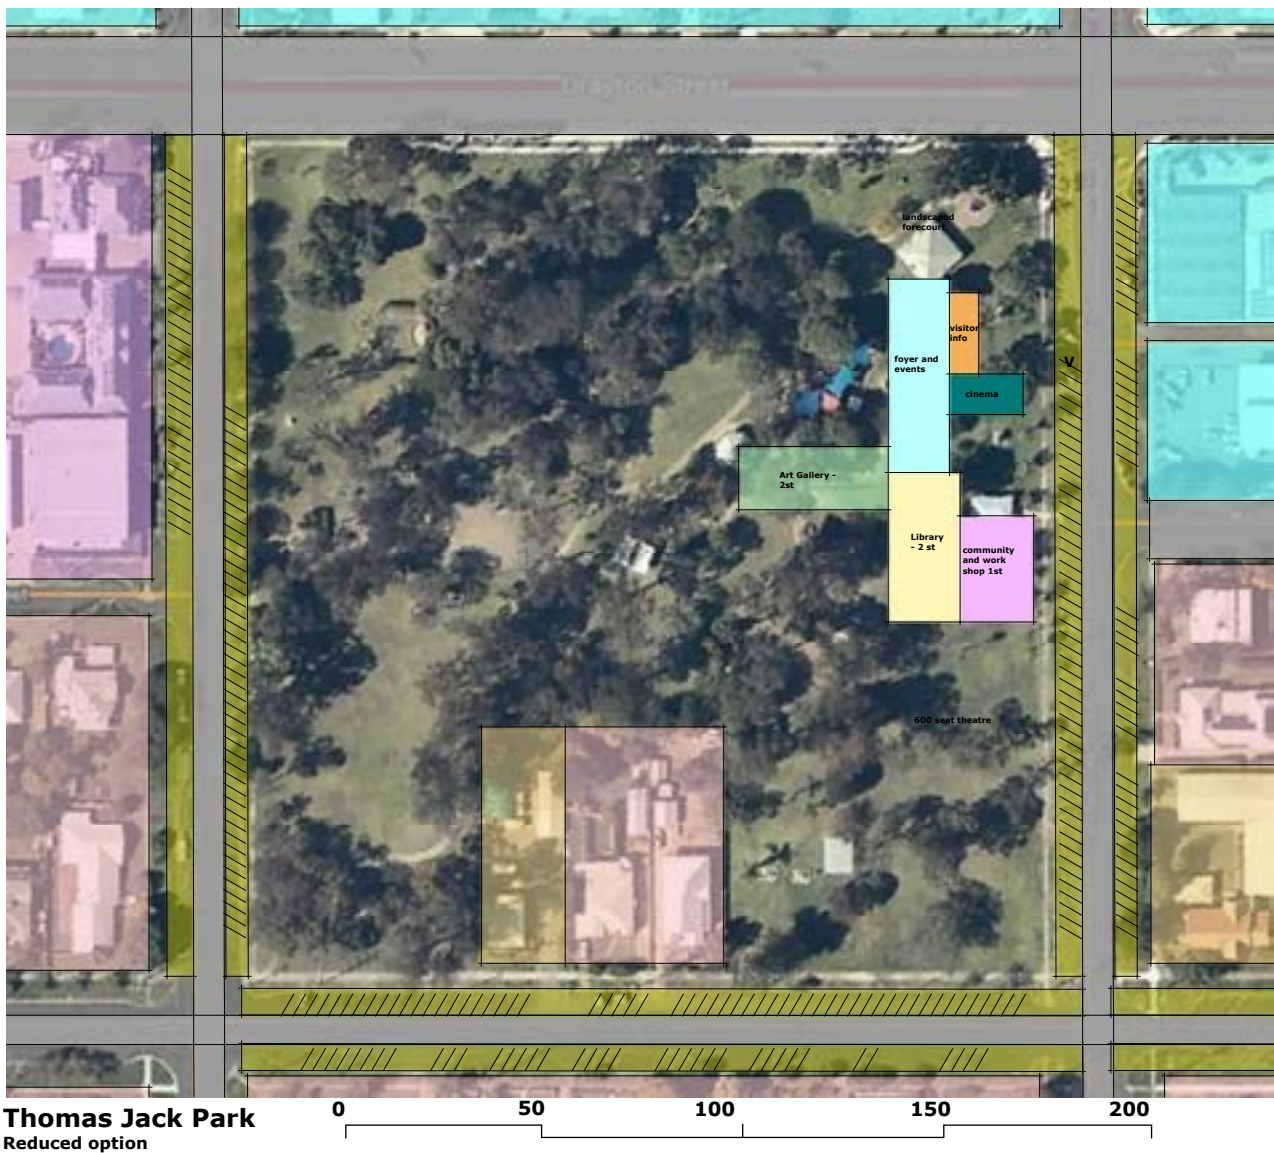 Drayton Street
landscaped
forecourt
visitor
info
foyer and
events
V
cinema
Art Gallery -
2st
Library
- 2 st
community
and work
shop 1st
600 seat theatre
Thomas Jack Park
Reduced option
0 50 100 150 200